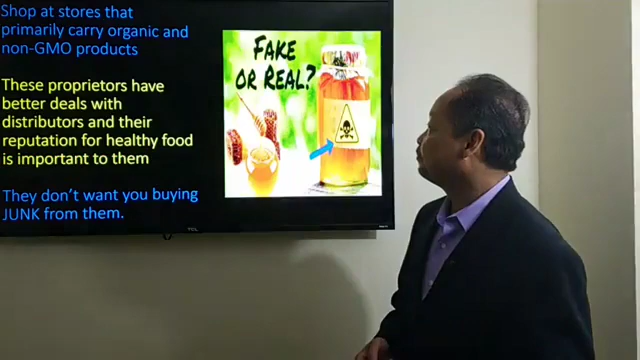 Shop at stores that
primarily carry organic and
non-GMO products
These proprietors have
better deals with
distributors and their
reputation for healthy food
is important to them
They don't want you buying
JUNK from them.
FAKE
OR REAL?
TCL